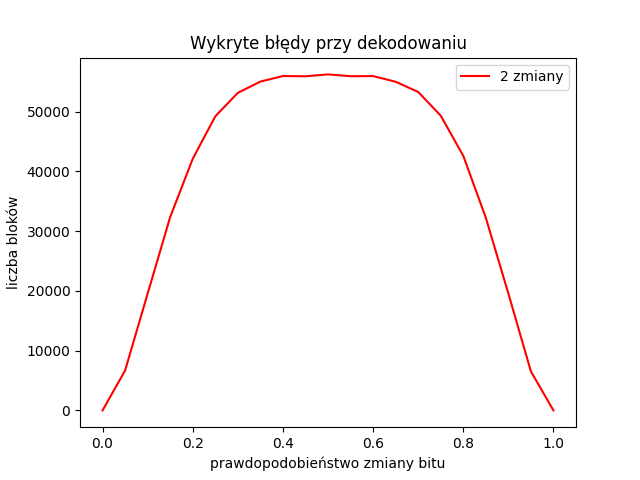 Wykryte błędy przy dekodowaniu
2 zmiany
50000
40000
30000
20000
10000
0
liczba bloków
0.0 0.2 0.4 0.6 0.8 1.0
prawdopodobieństwo zmiany bitu